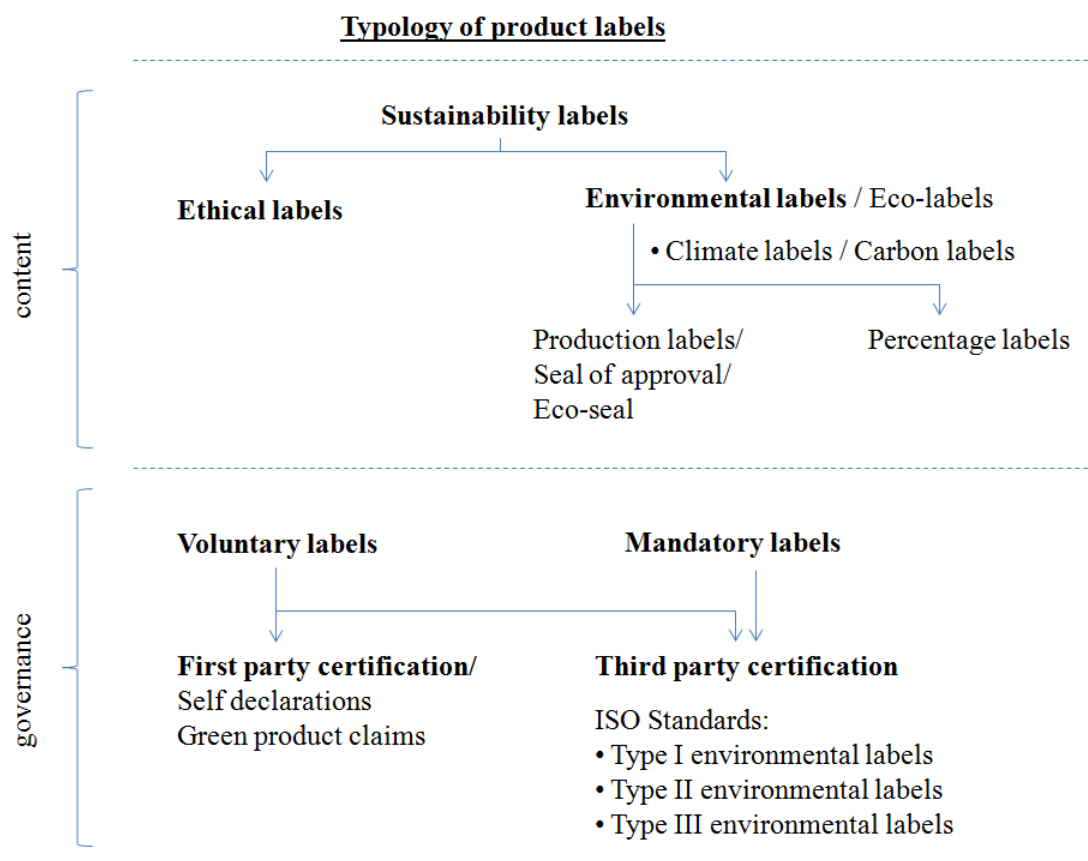 Typology of product labels
content
Sustainability labels
Ethical labels
Environmental labels / Eco-labels
• Climate labels / Carbon labels
Production labels/
Seal of approval/
Eco-seal
Percentage labels
governance
Voluntary labels
Mandatory labels
First party certification/
Self declarations
Green product claims
Third party certification
ISO Standards:
• Type I environmental labels
• Type II environmental labels
• Type III environmental labels